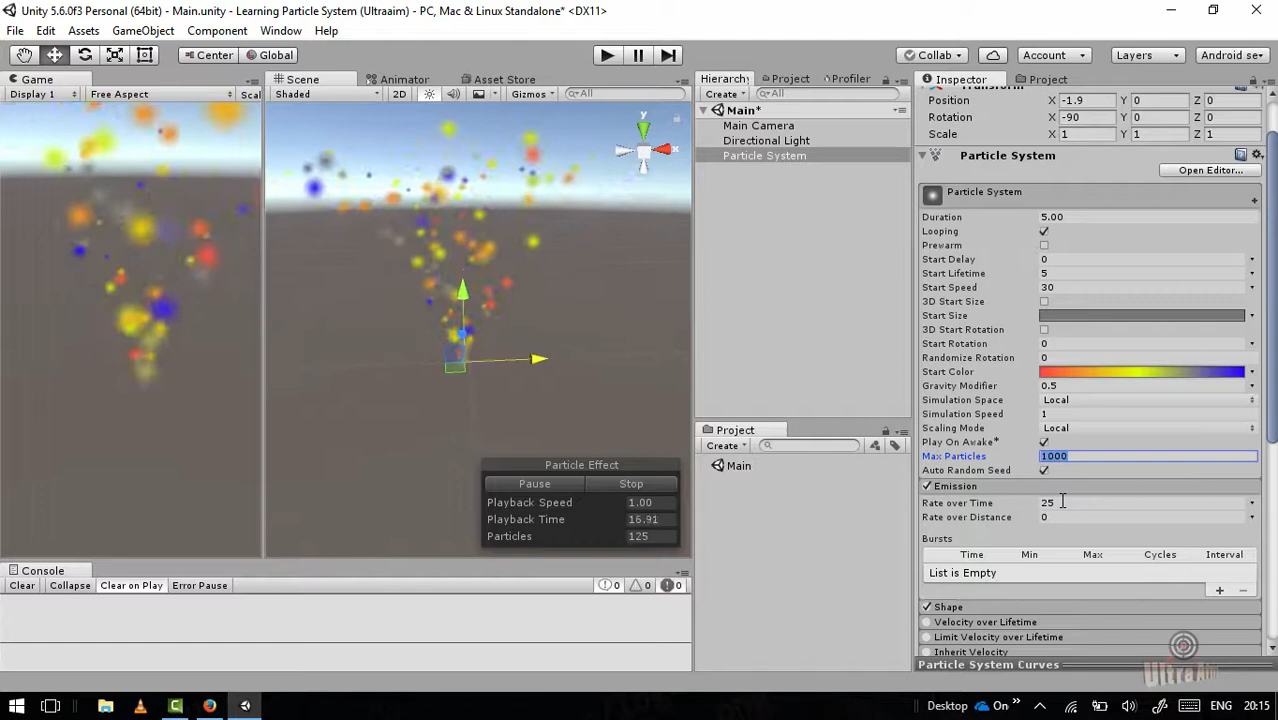 Unity 5.6.0f3 Personal (64bit) - Main.unity - Learning Particle System (Ultraaim) - PC, Mac & Linux Standalone* <DX11>
File Edit Assets GameObject Component Window Help
Center Global Collab Account Layers Android se
Game Scene Animator Asset Store Hierarchy Project Profiler Inspector Project
Display 1 Free Aspect Scal Shaded 2D Gizmos All Create All
Position X -1.9 Y 0 Z 0
Rotation X -90 Y 0 Z 0
Scale X 1 Y 1 Z 1
Main*
Main Camera
Directional Light
Particle System
y
x
Particle System
Open Editor...
Particle System
Duration 5.00
Looping
Prewarm
Start Delay 0
Start Lifetime 5
Start Speed 30
3D Start Size
Start Size
3D Start Rotation
Start Rotation 0
Randomize Rotation 0
Start Color
Gravity Modifier 0.5
Simulation Space Local
Simulation Speed 1
Scaling Mode Local
Play On Awake*
Max Particles 1000
Auto Random Seed
Emission
Rate over Time 25
Rate over Distance 0
Bursts
Time Min Max Cycles Interval
List is Empty
+ −
Shape
Velocity over Lifetime
Limit Velocity over Lifetime
Inherit Velocity
Particle System Curves
Project
Create
Main
Particle Effect
Pause Stop
Playback Speed 1.00
Playback Time 16.91
Particles 125
Console
Clear Collapse Clear on Play Error Pause 0 0 0
Ultra Aim
Desktop On » ENG 20:15